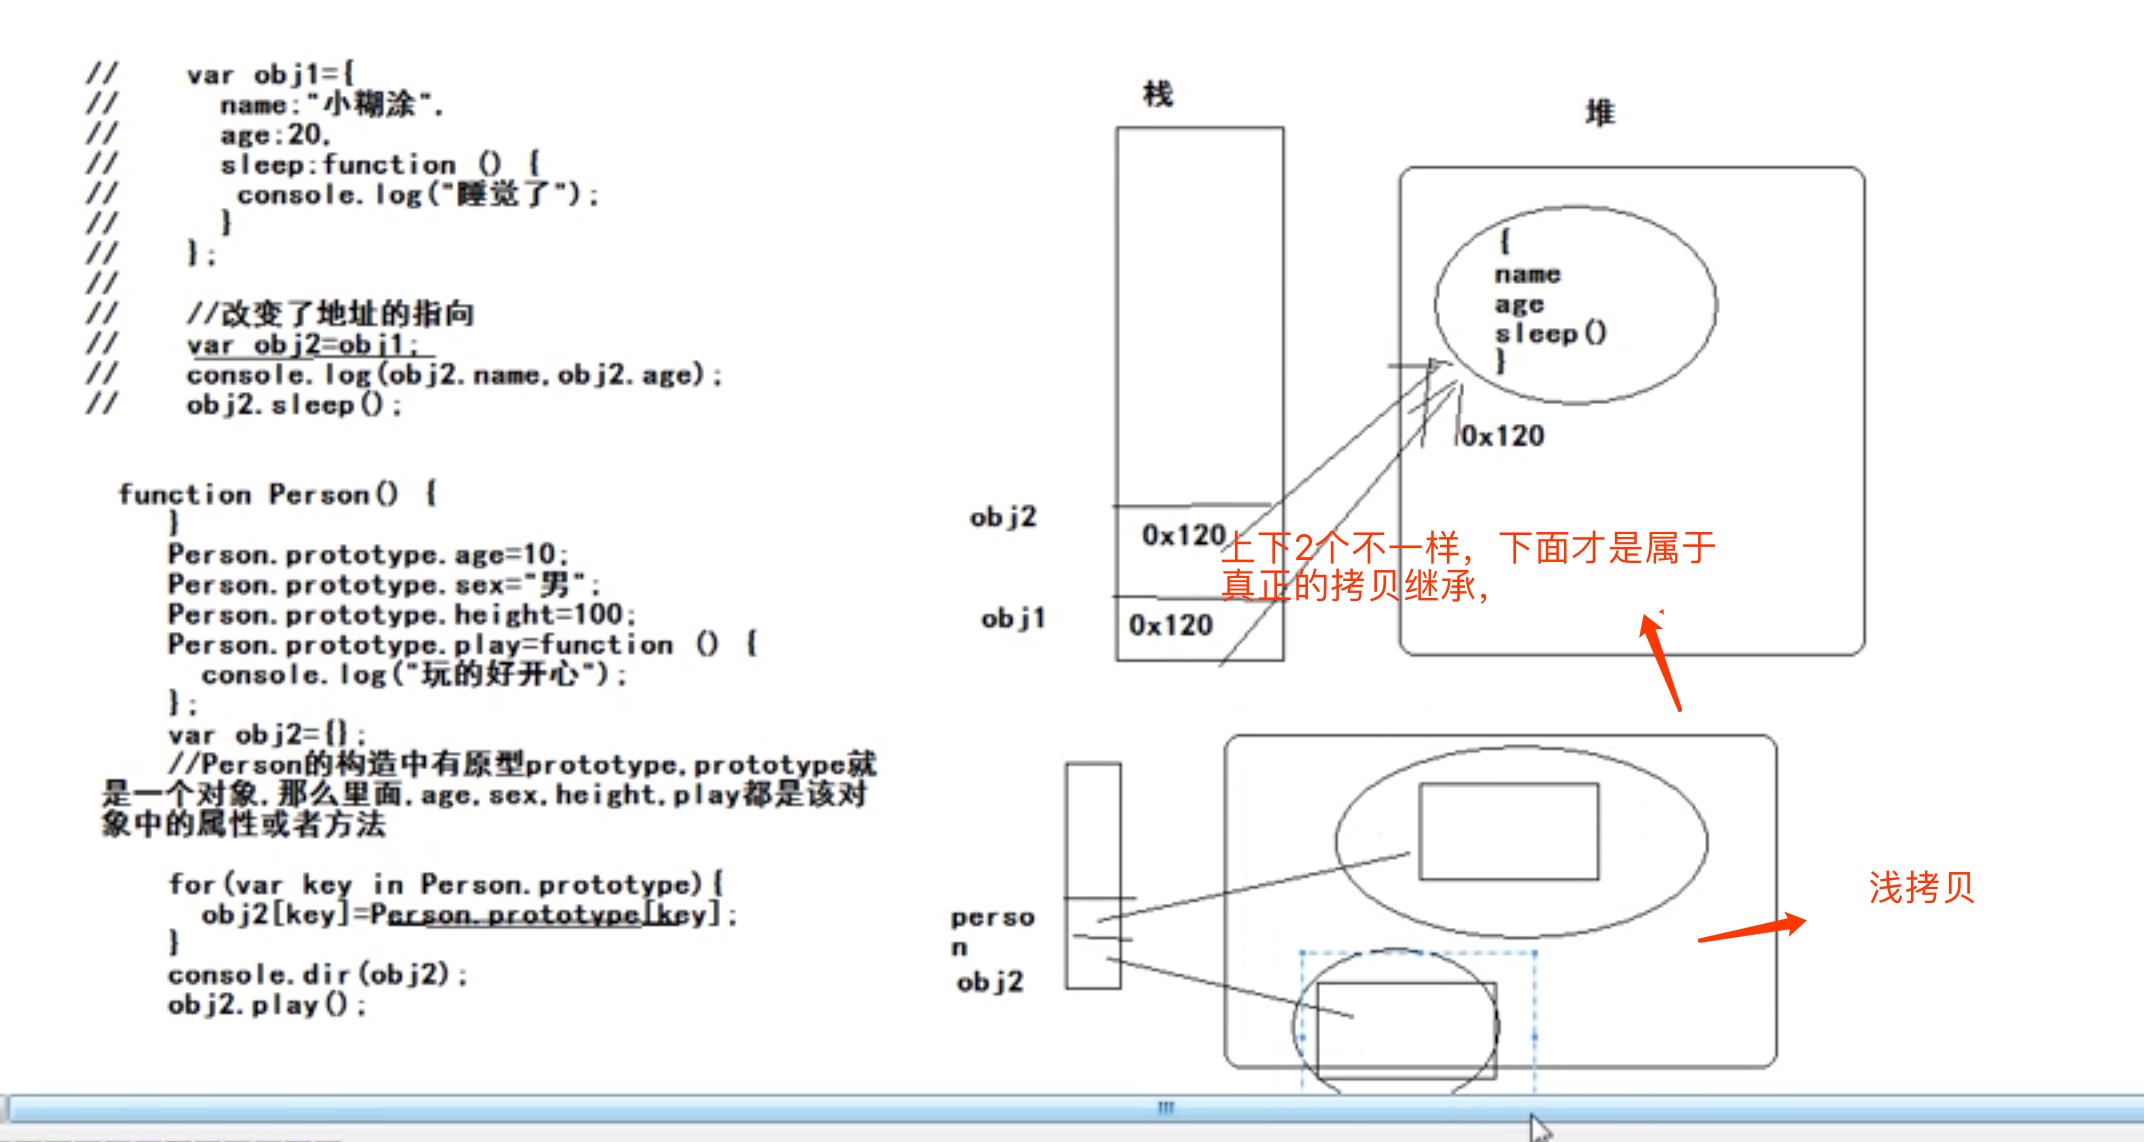 //    var obj1={
//      name:"小糊涂",
//      age:20,
//      sleep:function () {
//       console.log("睡觉了");
//      }
//    };
//
//    //改变了地址的指向
//    var obj2=obj1;
//    console.log(obj2.name,obj2.age);
//    obj2.sleep();
function Person() {
}
Person.prototype.age=10;
Person.prototype.sex="男";
Person.prototype.height=100;
Person.prototype.play=function () {
console.log("玩的好开心");
};
var obj2={};
//Person的构造中有原型prototype,prototype就
是一个对象,那么里面,age,sex,height,play都是该对
象中的属性或者方法
for(var key in Person.prototype){
obj2[key]=Person.prototype[key];
}
console.dir(obj2);
obj2.play();
栈
堆
{
name
age
sleep()
}
0x120
obj2
0x120
obj1
0x120
上下2个不一样，下面才是属于
真正的拷贝继承，
perso
n
obj2
浅拷贝